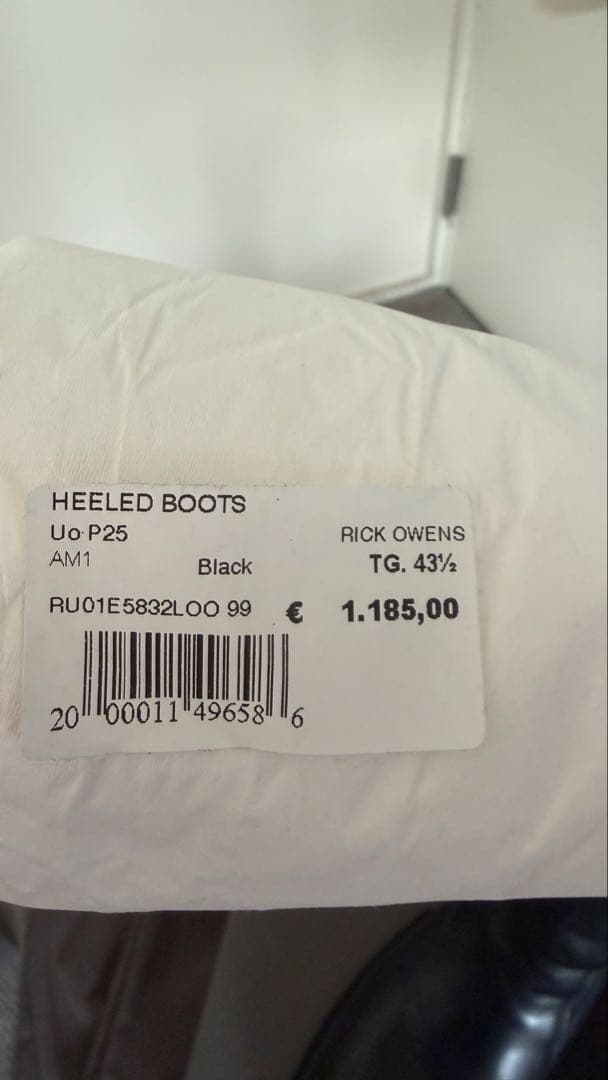 HEELED BOOTS
Uo P25
RICK OWENS
AM1
Black
TG. 43½
RU01E5832LOO 99 € 1.185,00
20 00011 49658 6